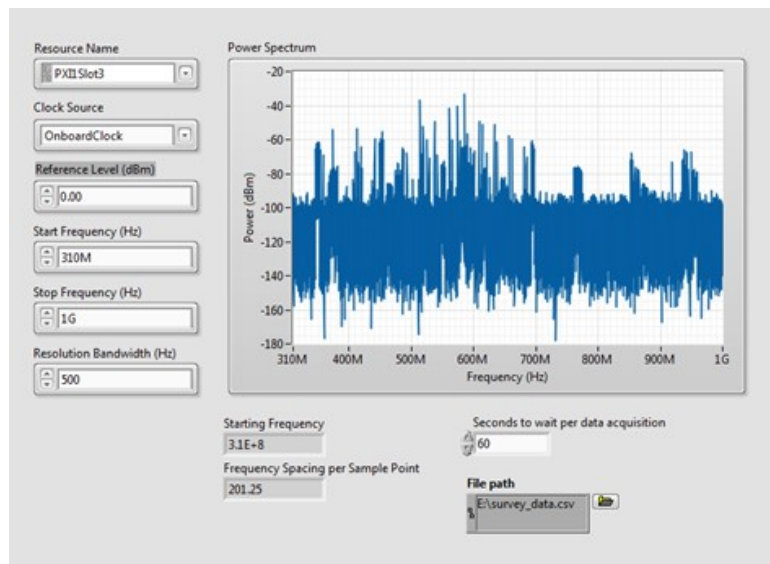 Resource Name
PXI1Slot3
Clock Source
OnboardClock
Reference Level (dBm)
0.00
Start Frequency (Hz)
310M
Stop Frequency (Hz)
1G
Resolution Bandwidth (Hz)
500
Power Spectrum
Power (dBm)
-20
-40
-60
-80
-100
-120
-140
-160
-180
310M 400M 500M 600M 700M 800M 900M 1G
Frequency (Hz)
Starting Frequency
3.1E+8
Frequency Spacing per Sample Point
201.25
Seconds to wait per data acquisition
60
File path
E:\survey_data.csv